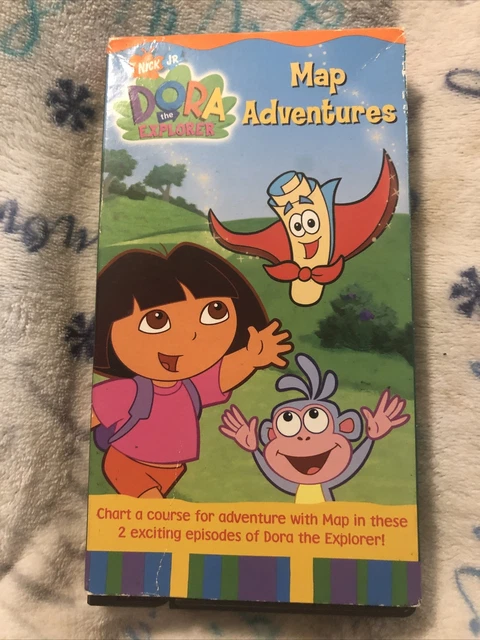 NICK JR.
DORA
the
EXPLORER
Map
Adventures
Chart a course for adventure with Map in these
2 exciting episodes of Dora the Explorer!